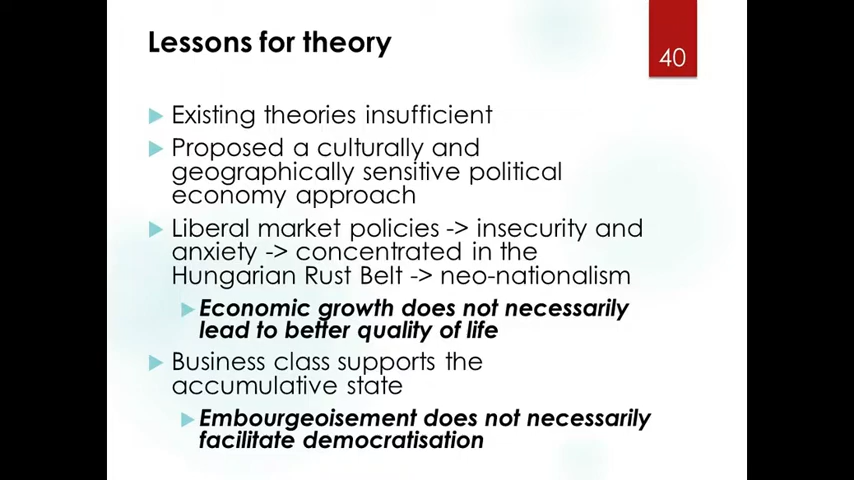 Lessons for theory
40
Existing theories insufficient
Proposed a culturally and
geographically sensitive political
economy approach
Liberal market policies -> insecurity and
anxiety -> concentrated in the
Hungarian Rust Belt -> neo-nationalism
Economic growth does not necessarily
lead to better quality of life
Business class supports the
accumulative state
Embourgeoisement does not necessarily
facilitate democratisation